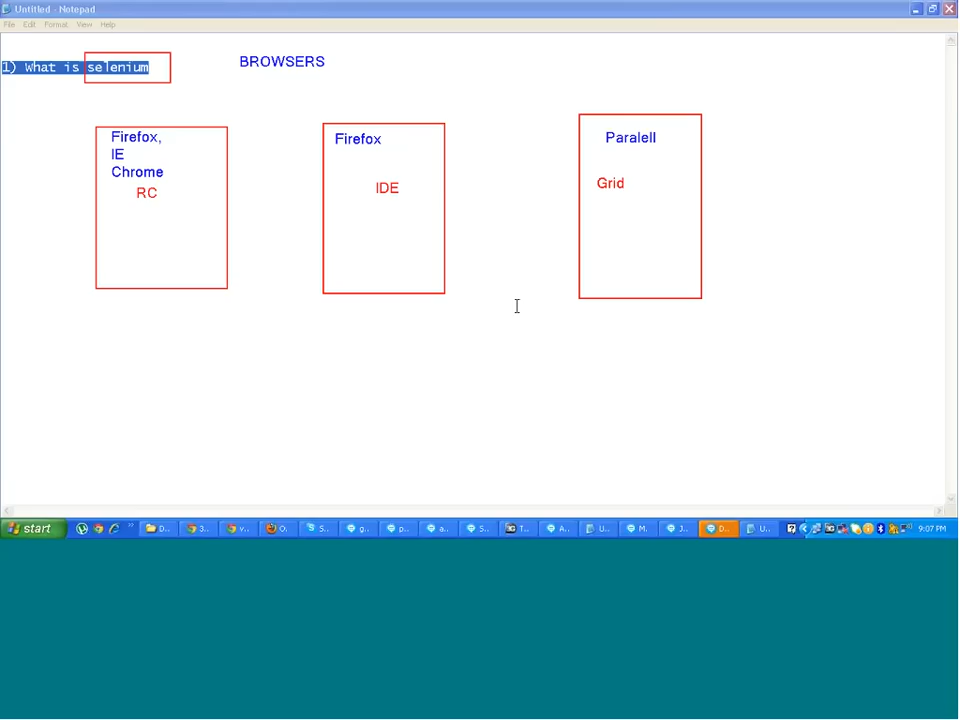 Untitled - Notepad
File Edit Format View Help
1) What is selenium
BROWSERS
Firefox,
IE
Chrome
RC
Firefox
IDE
Paralell
Grid
start
D..
3..
v..
O.
S..
g..
p..
a..
S..
T..
A..
U..
M.
J..
D..
U..
9:07 PM